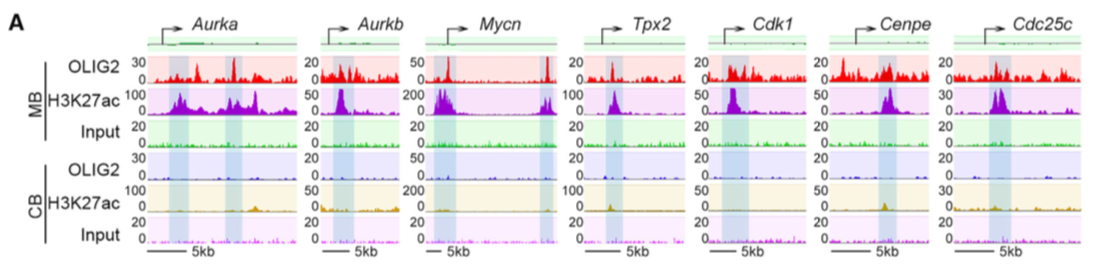 A
Aurka Aurkb Mycn Tpx2 Cdk1 Cenpe Cdc25c
MB
OLIG2 30 0 20 0 50 0 20 0 20 0 20 0 20 0
H3K27ac 100 0 50 0 200 0 100 0 50 0 50 0 30 0
Input 20 0 20 0 20 0 20 0 20 0 20 0 20 0
CB
OLIG2 30 0 20 0 50 0 20 0 20 0 20 0 20 0
H3K27ac 100 0 50 0 200 0 100 0 50 0 50 0 30 0
Input 20 0 20 0 20 0 20 0 20 0 20 0 20 0
5kb 5kb 5kb 5kb 5kb 5kb 5kb